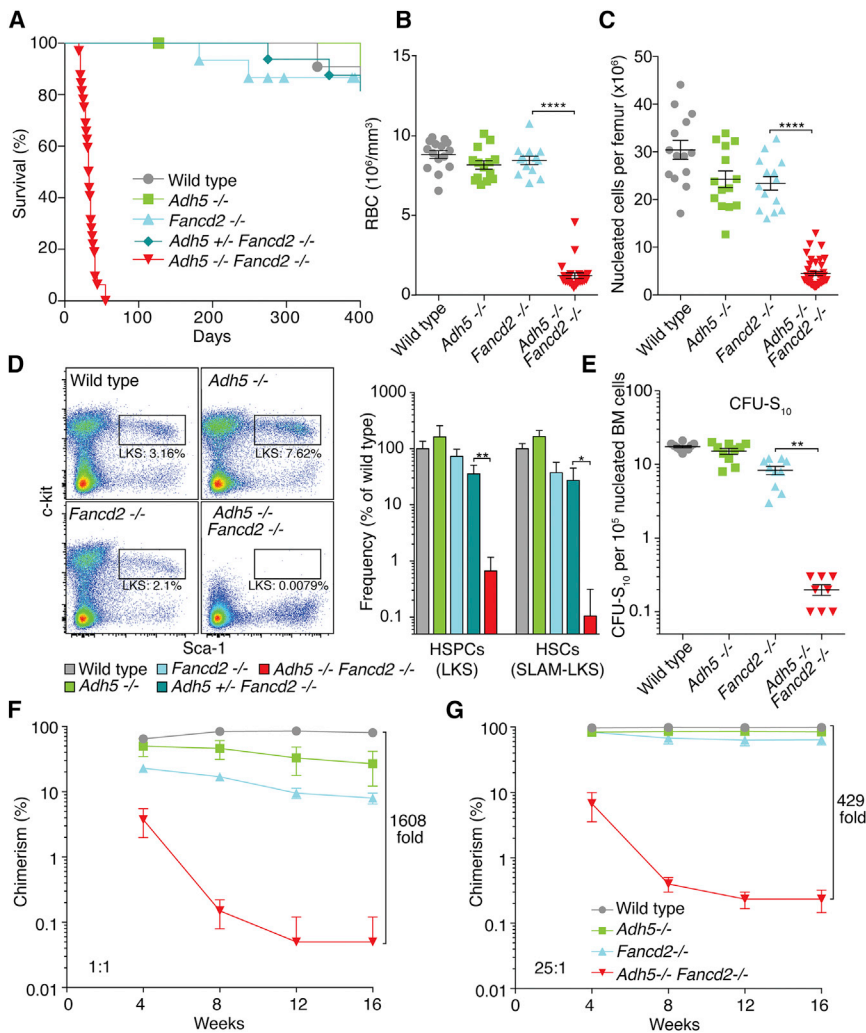 A
100
80
60
40
20
0
Survival (%)
0
100
200
300
400
Days
Wild type
Adh5 -/-
Fancd2 -/-
Adh5 +/- Fancd2 -/-
Adh5 -/- Fancd2 -/-
B
15
10
5
0
RBC (10⁶/mm³)
****
Wild type
Adh5 -/-
Fancd2 -/-
Adh5 -/-
Fancd2 -/-
C
50
40
30
20
10
0
Nucleated cells per femur (x10⁶)
****
Wild type
Adh5 -/-
Fancd2 -/-
Adh5 -/-
Fancd2 -/-
D
Wild type
LKS: 3.16%
Adh5 -/-
LKS: 7.62%
Fancd2 -/-
LKS: 2.1%
Adh5 -/-
Fancd2 -/-
LKS: 0.0079%
c-kit
Sca-1
Frequency (% of wild type)
1000
100
10
1
0.1
**
*
HSPCs
(LKS)
HSCs
(SLAM-LKS)
Wild type
Fancd2 -/-
Adh5 -/- Fancd2 -/-
Adh5 -/-
Adh5 +/- Fancd2 -/-
E
CFU-S₁₀
100
10
1
0.1
CFU-S₁₀ per 10⁵ nucleated BM cells
**
Wild type
Adh5 -/-
Fancd2 -/-
Adh5 -/-
Fancd2 -/-
F
100
10
1
0.1
0.01
Chimerism (%)
1:1
1608
fold
0
4
8
12
16
Weeks
G
100
10
1
0.1
0.01
Chimerism (%)
25:1
429
fold
Wild type
Adh5-/-
Fancd2-/-
Adh5-/- Fancd2-/-
0
4
8
12
16
Weeks